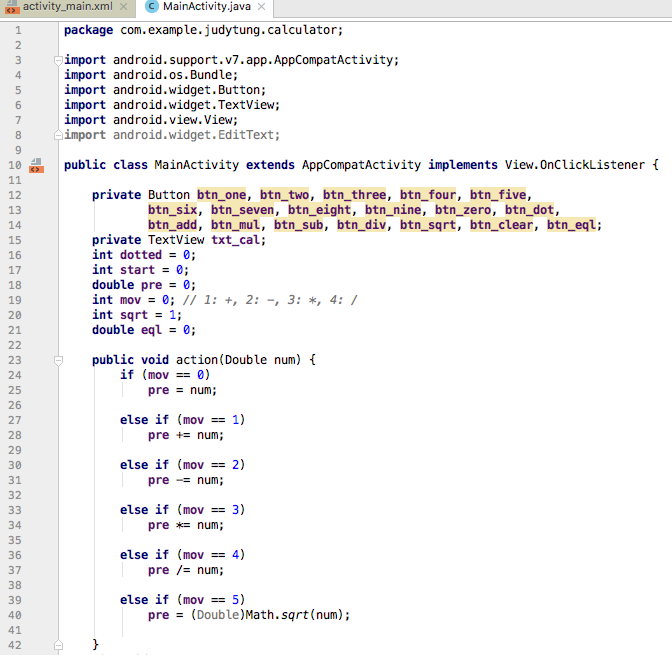 activity_main.xml × C MainActivity.java ×
1 package com.example.judytung.calculator;
2
3 import android.support.v7.app.AppCompatActivity;
4 import android.os.Bundle;
5 import android.widget.Button;
6 import android.widget.TextView;
7 import android.view.View;
8 import android.widget.EditText;
9
10 public class MainActivity extends AppCompatActivity implements View.OnClickListener {
11
12 private Button btn_one, btn_two, btn_three, btn_four, btn_five,
13 btn_six, btn_seven, btn_eight, btn_nine, btn_zero, btn_dot,
14 btn_add, btn_mul, btn_sub, btn_div, btn_sqrt, btn_clear, btn_eql;
15 private TextView txt_cal;
16 int dotted = 0;
17 int start = 0;
18 double pre = 0;
19 int mov = 0; // 1: +, 2: -, 3: *, 4: /
20 int sqrt = 1;
21 double eql = 0;
22
23 public void action(Double num) {
24 if (mov == 0)
25 pre = num;
26
27 else if (mov == 1)
28 pre += num;
29
30 else if (mov == 2)
31 pre -= num;
32
33 else if (mov == 3)
34 pre *= num;
35
36 else if (mov == 4)
37 pre /= num;
38
39 else if (mov == 5)
40 pre = (Double)Math.sqrt(num);
41
42 }